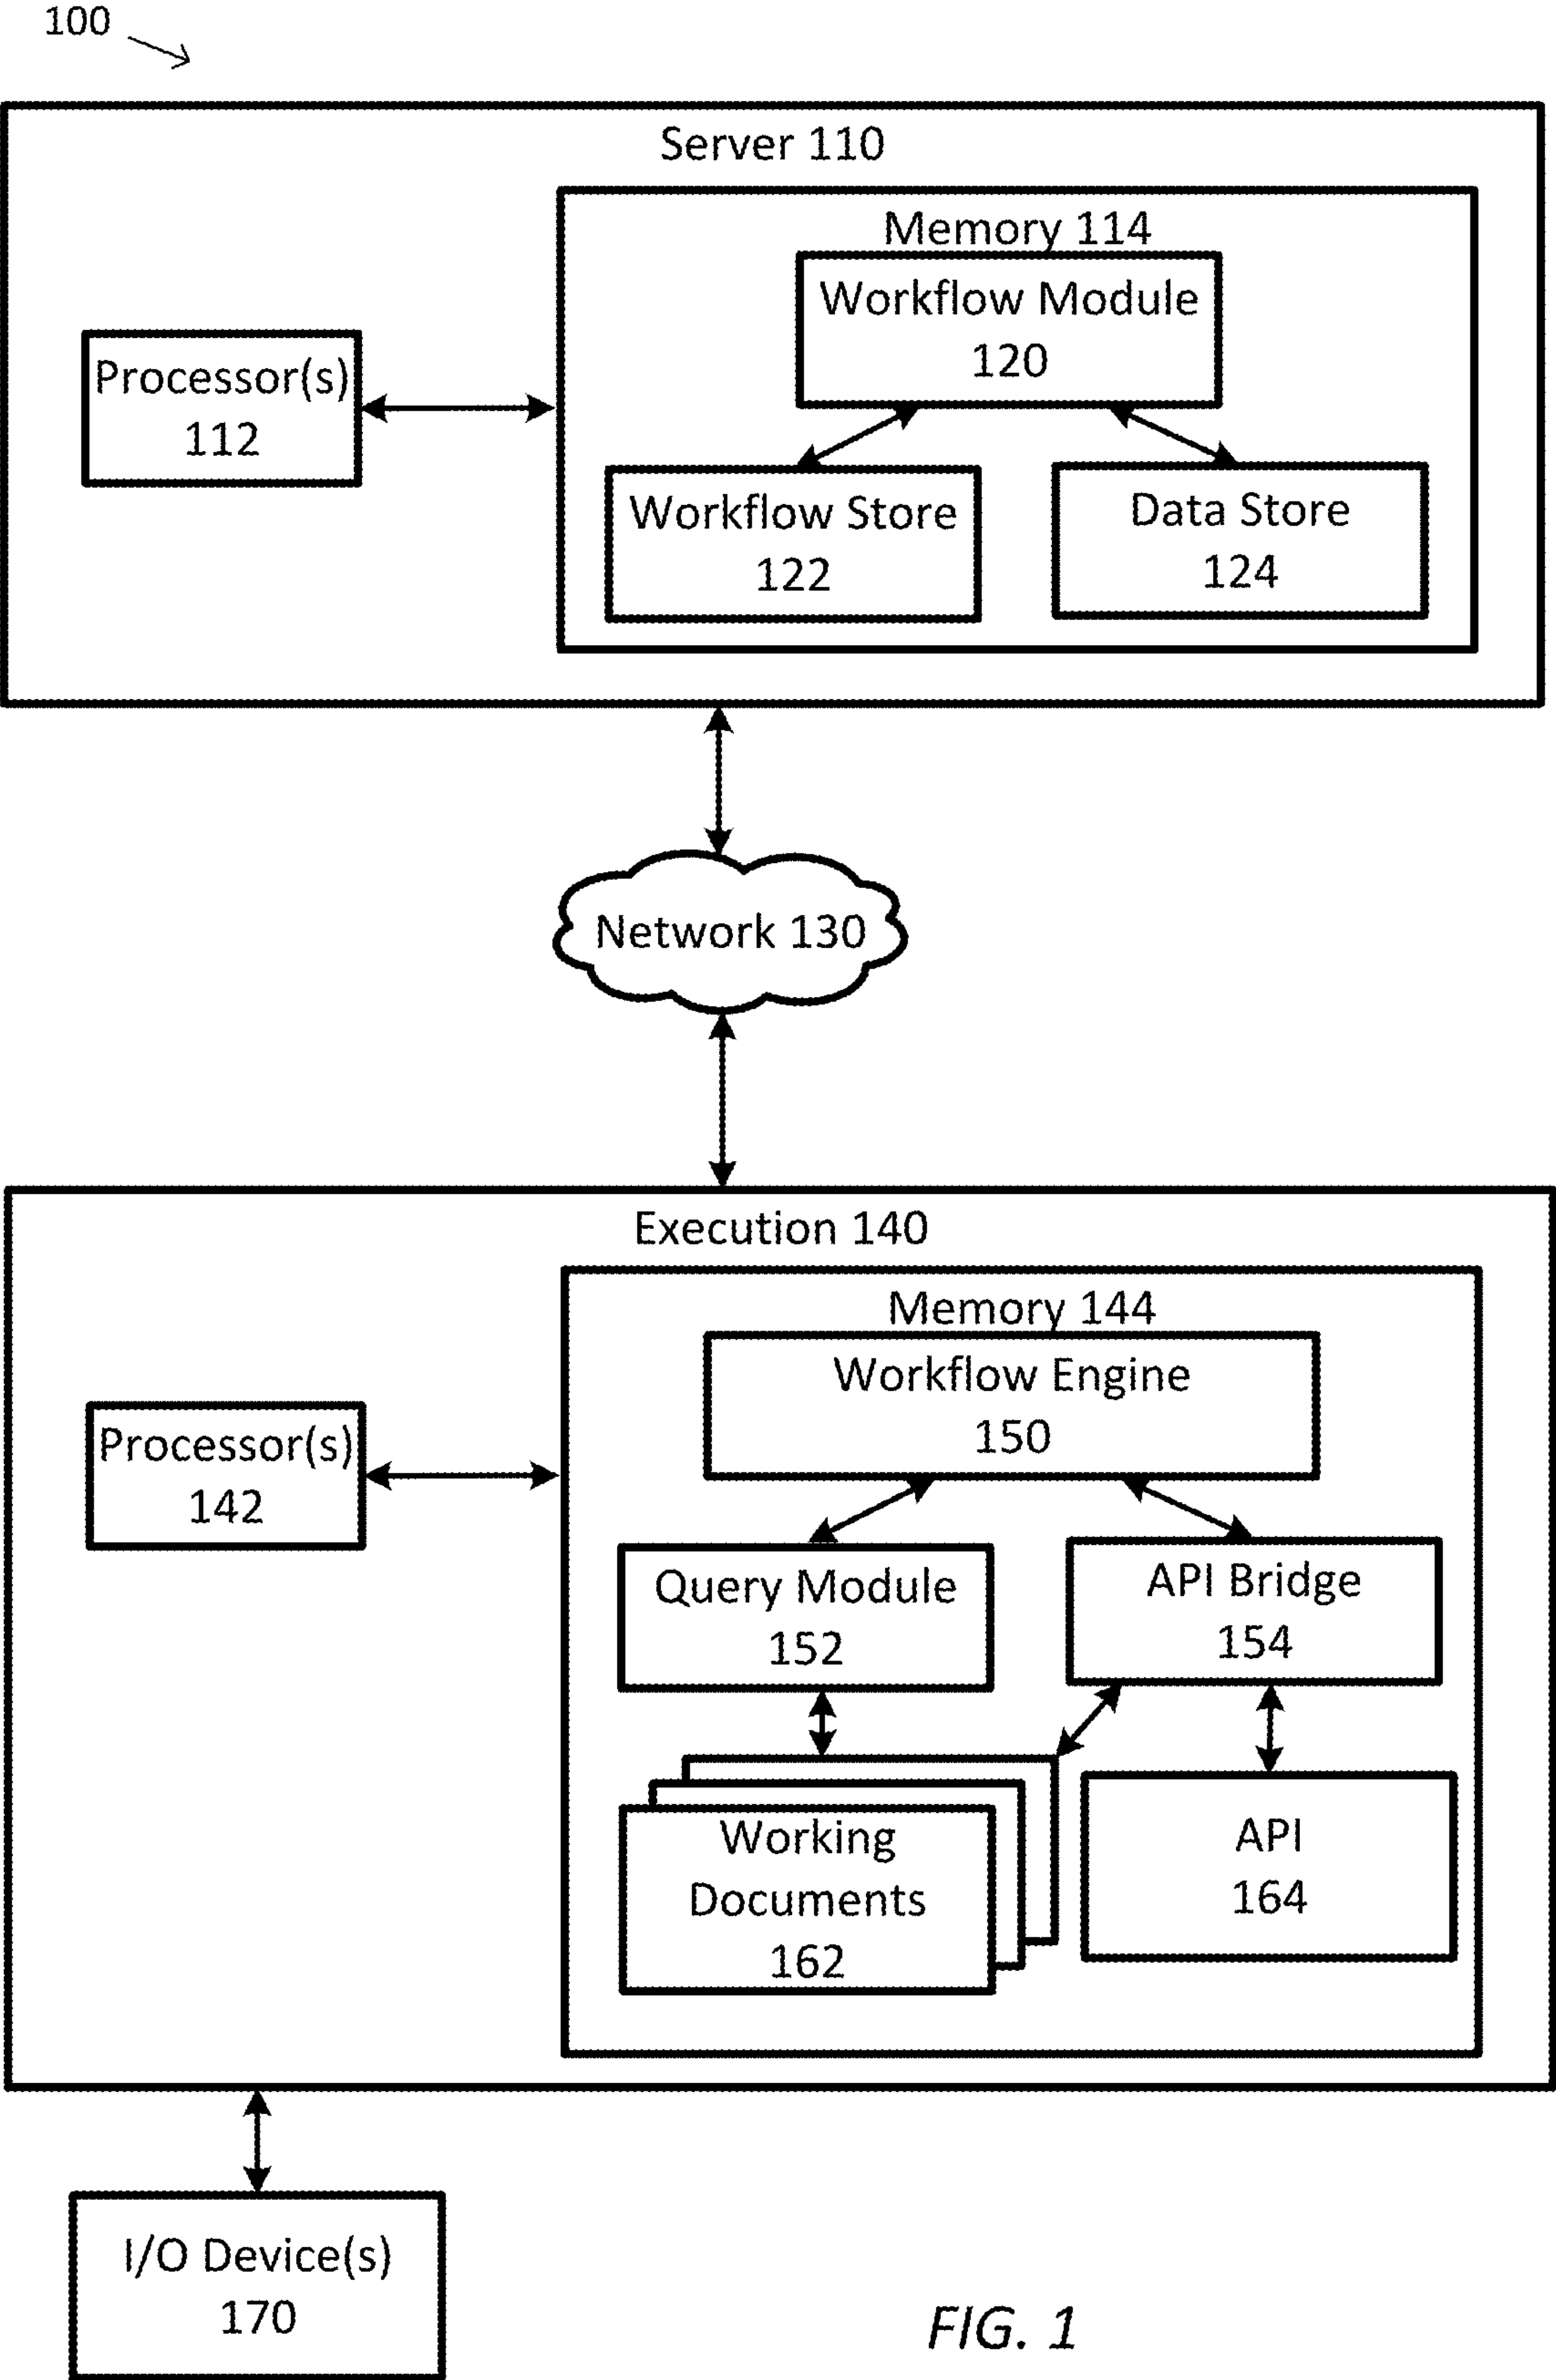 100
Server 110
Memory 114
Workflow Module
120
Processor(s)
112
Workflow Store
122
Data Store
124
Network 130
Execution 140
Memory 144
Workflow Engine
150
Processor(s)
142
Query Module
152
API Bridge
154
Working
Documents
162
API
164
I/O Device(s)
170
FIG. 1